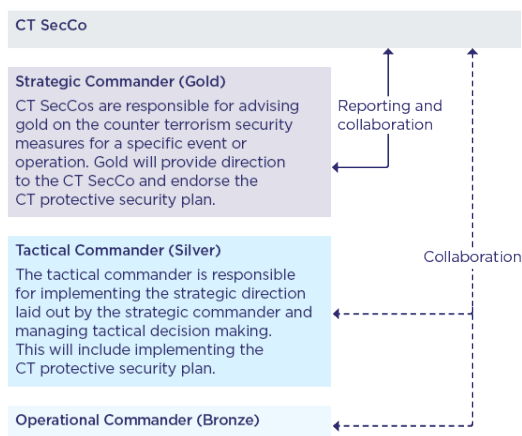 CT SecCo
Strategic Commander (Gold)
CT SecCos are responsible for advising
gold on the counter terrorism security
measures for a specific event or
operation. Gold will provide direction
to the CT SecCo and endorse the
CT protective security plan.
Reporting and
collaboration
Tactical Commander (Silver)
The tactical commander is responsible
for implementing the strategic direction
laid out by the strategic commander and
managing tactical decision making.
This will include implementing the
CT protective security plan.
Collaboration
Operational Commander (Bronze)